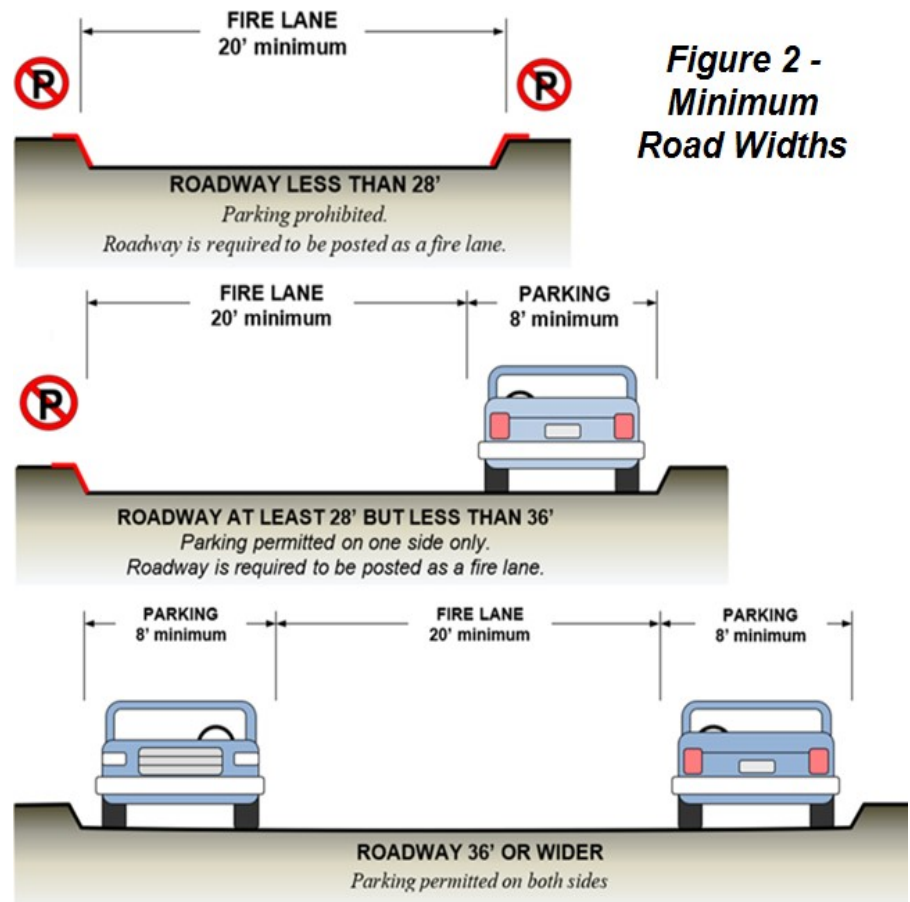 FIRE LANE
20' minimum
Figure 2 -
Minimum
Road Widths
P
P
ROADWAY LESS THAN 28'
Parking prohibited.
Roadway is required to be posted as a fire lane.
FIRE LANE
20' minimum
PARKING
8' minimum
P
ROADWAY AT LEAST 28' BUT LESS THAN 36'
Parking permitted on one side only.
Roadway is required to be posted as a fire lane.
PARKING
8' minimum
FIRE LANE
20' minimum
PARKING
8' minimum
ROADWAY 36' OR WIDER
Parking permitted on both sides